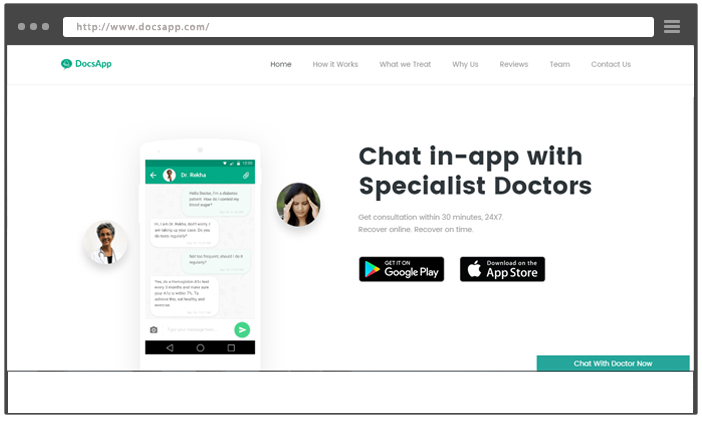 http://www.docsapp.com/
DocsApp
Home
How it Works
What we Treat
Why Us
Reviews
Team
Contact Us
Chat in-app with
Specialist Doctors
Get consultation within 30 minutes, 24X7.
Recover online. Recover on time.
GET IT ON
Google Play
Download on the
App Store
Dr. Rekha
Hello Doctor, I'm a diabetes
patient. How do I control my
blood sugar?
Hi, I am Dr. Rekha, don't worry. I
am taking up your case. Do you
do tests regularly?
Not too frequent, should I do it
regularly?
Yes, do a hemoglobin A1c test
every 3 months and make sure
your A1c is within 7%. To
achieve this, eat healthy and
exercise.
Type your message here
Chat With Doctor Now